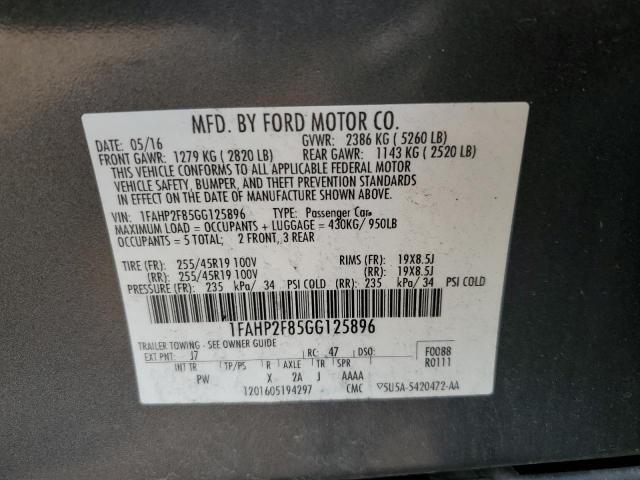 MFD. BY FORD MOTOR CO.
DATE: 05/16 GVWR: 2386 KG ( 5260 LB)
FRONT GAWR: 1279 KG ( 2820 LB) REAR GAWR: 1143 KG ( 2520 LB)
THIS VEHICLE CONFORMS TO ALL APPLICABLE FEDERAL MOTOR
VEHICLE SAFETY, BUMPER, AND THEFT PREVENTION STANDARDS
IN EFFECT ON THE DATE OF MANUFACTURE SHOWN ABOVE.
VIN: 1FAHP2F85GG125896 TYPE: Passenger Car
MAXIMUM LOAD = OCCUPANTS + LUGGAGE = 430KG/ 950LB
OCCUPANTS = 5 TOTAL; 2 FRONT, 3 REAR
TIRE (FR): 255/45R19 100V RIMS (FR): 19X8.5J
(RR): 255/45R19 100V (RR): 19X8.5J
PRESSURE (FR): 235 kPa/ 34 PSI COLD (RR): 235 kPa/ 34 PSI COLD
1FAHP2F85GG125896
TRAILER TOWING - SEE OWNER GUIDE
EXT PNT: J7 RC: 47 DSO: F0088
INT TR TP/PS R AXLE TR SPR R0111
PW X 2A J AAAA
1201605194297 CMC 5U5A-5420472-AA